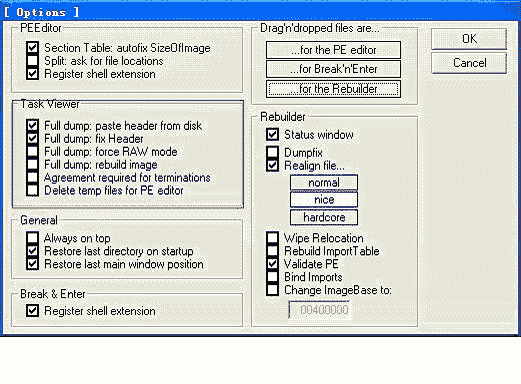 [ Options ]
PEEditor
Section Table: autofix SizeOfImage
Split: ask for file locations
Register shell extension
Task Viewer
Full dump: paste header from disk
Full dump: fix Header
Full dump: force RAW mode
Full dump: rebuild image
Agreement required for terminations
Delete temp files for PE editor
General
Always on top
Restore last directory on startup
Restore last main window position
Break & Enter
Register shell extension
Drag'n'dropped files are...
...for the PE editor
...for Break'n'Enter
...for the Rebuilder
Rebuilder
Status window
Dumpfix
Realign file...
normal
nice
hardcore
Wipe Relocation
Rebuild ImportTable
Validate PE
Bind Imports
Change ImageBase to:
00400000
OK
Cancel